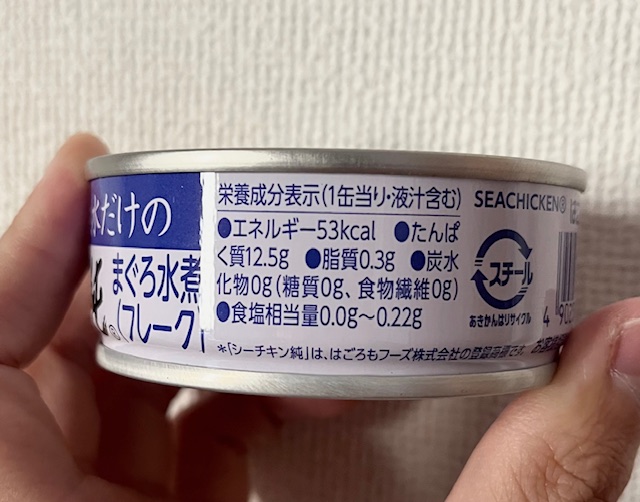 水だけの
純®
まぐろ水煮
(フレーク)
栄養成分表示(1缶当り・液汁含む)
●エネルギー53kcal ●たんぱ
く質12.5g ●脂質0.3g ●炭水
化物0g(糖質0g、食物繊維0g)
●食塩相当量0.0g～0.22g
*「シーチキン純」は、はごろもフーズ株式会社の登録商標です。
SEACHICKEN®
スチール
あきかんはリサイクル
4 902
お客